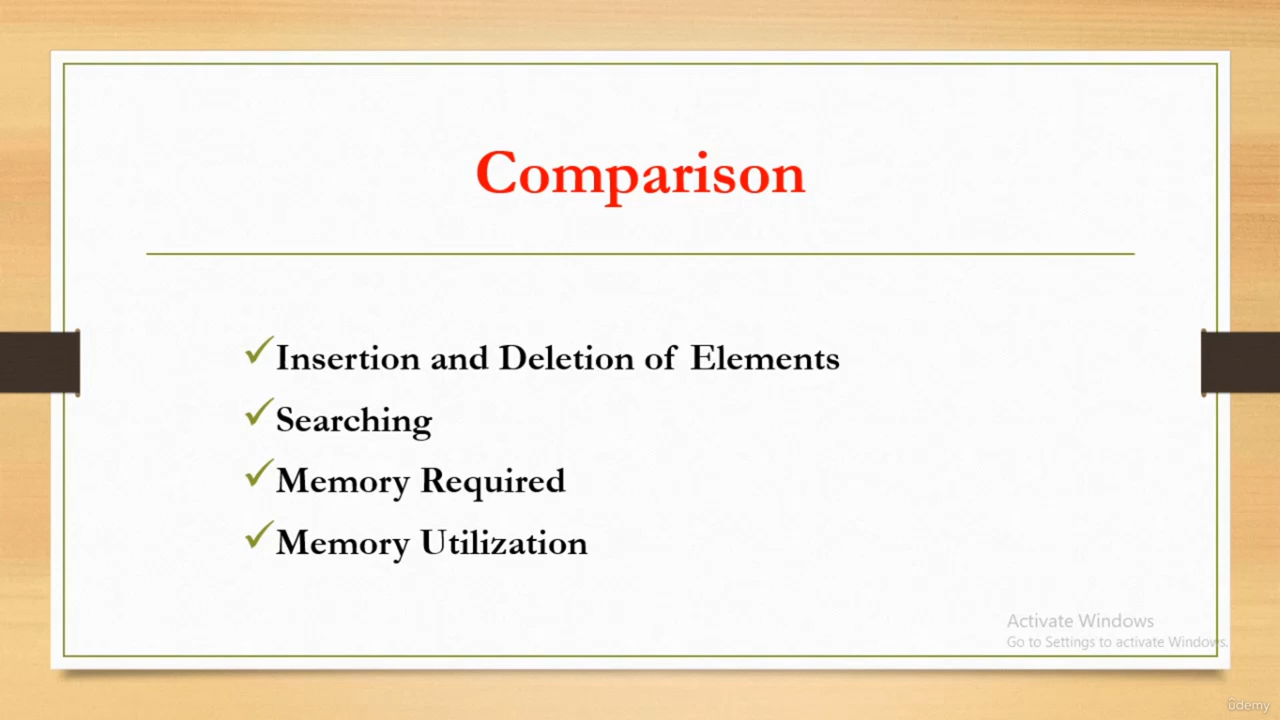 Comparison
Insertion and Deletion of Elements
Searching
Memory Required
Memory Utilization
Activate Windows
Go to Settings to activate Windows.
ûdemy